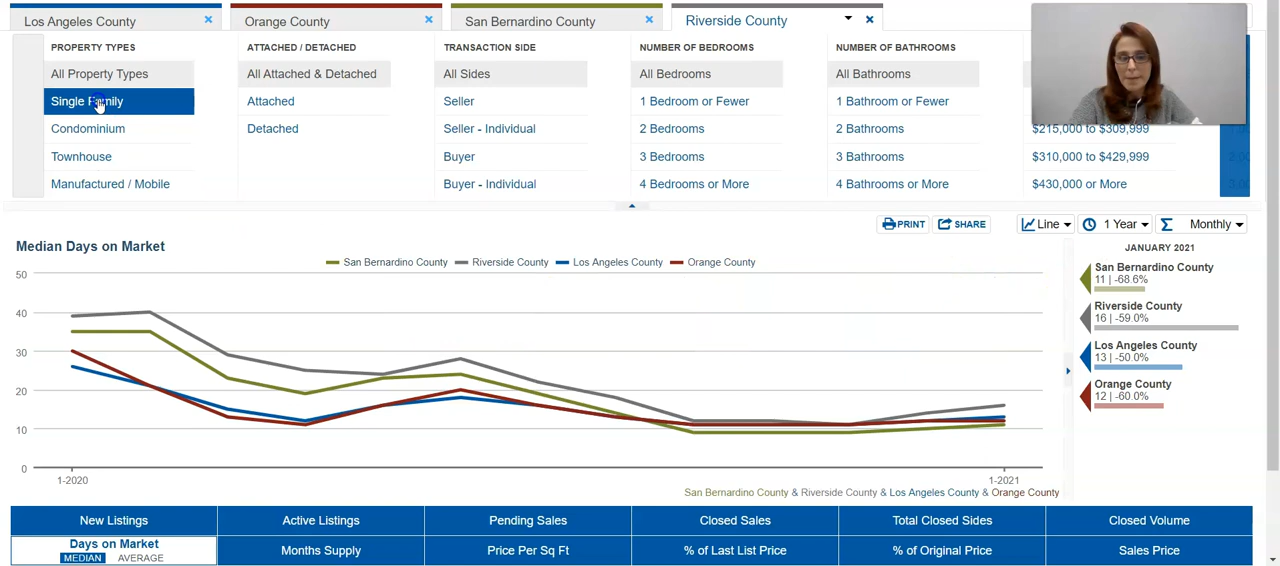 Los Angeles County
Orange County
San Bernardino County
Riverside County
PROPERTY TYPES
All Property Types
Single Family
Condominium
Townhouse
Manufactured / Mobile
ATTACHED / DETACHED
All Attached & Detached
Attached
Detached
TRANSACTION SIDE
All Sides
Seller
Seller - Individual
Buyer
Buyer - Individual
NUMBER OF BEDROOMS
All Bedrooms
1 Bedroom or Fewer
2 Bedrooms
3 Bedrooms
4 Bedrooms or More
NUMBER OF BATHROOMS
All Bathrooms
1 Bathroom or Fewer
2 Bathrooms
3 Bathrooms
4 Bathrooms or More
$215,000 to $309,999
$310,000 to $429,999
$430,000 or More
PRINT
SHARE
Line
1 Year
Monthly
Median Days on Market
San Bernardino County
Riverside County
Los Angeles County
Orange County
50
40
30
20
10
0
1-2020
1-2021
San Bernardino County & Riverside County & Los Angeles County & Orange County
JANUARY 2021
San Bernardino County
11 | -68.6%
Riverside County
16 | -59.0%
Los Angeles County
13 | -50.0%
Orange County
12 | -60.0%
New Listings
Active Listings
Pending Sales
Closed Sales
Total Closed Sides
Closed Volume
Days on Market
MEDIAN AVERAGE
Months Supply
Price Per Sq Ft
% of Last List Price
% of Original Price
Sales Price